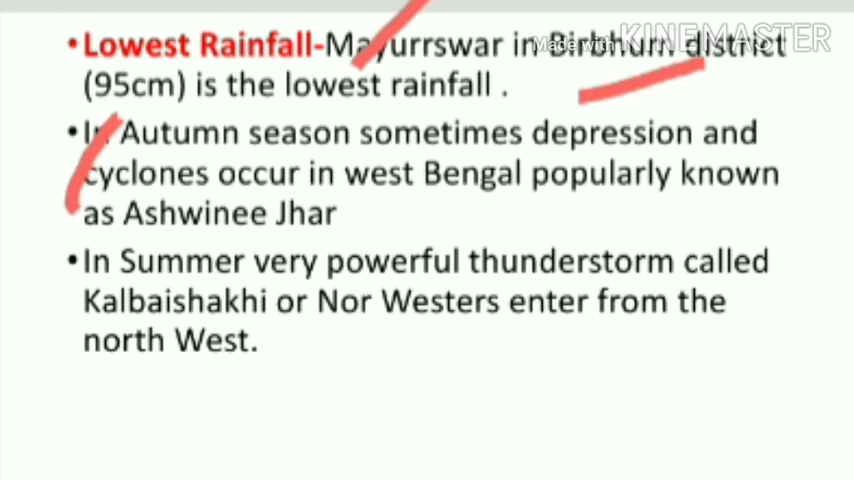 Made with KINEMASTER
•Lowest Rainfall-Mayurrswar in Birbhum district
(95cm) is the lowest rainfall .
•In Autumn season sometimes depression and
cyclones occur in west Bengal popularly known
as Ashwinee Jhar
•In Summer very powerful thunderstorm called
Kalbaishakhi or Nor Westers enter from the
north West.